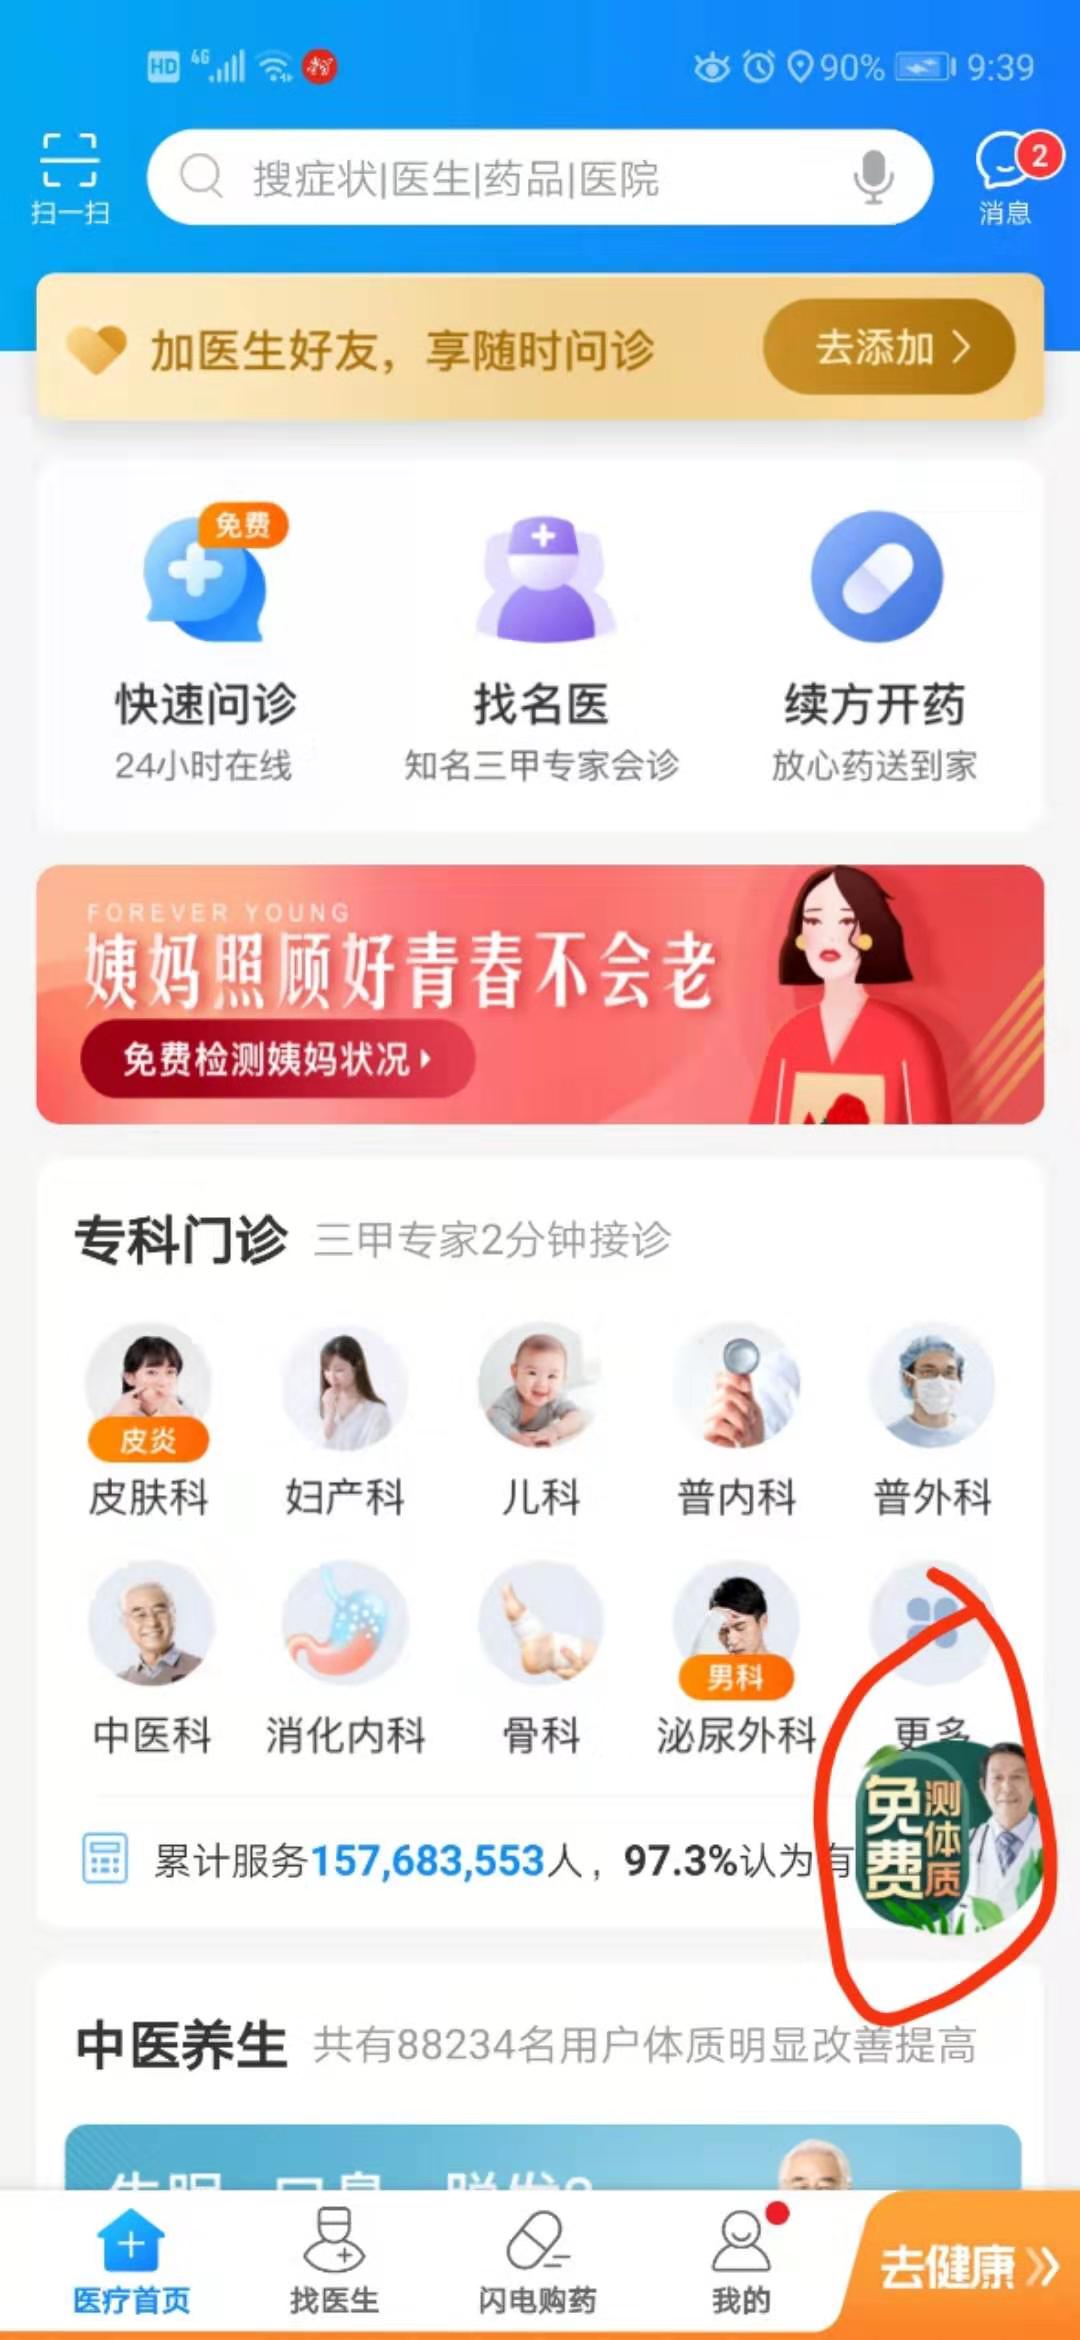 HD 4G 90% 9:39
搜症状|医生|药品|医院
2
扫一扫
消息
加医生好友，享随时问诊
去添加
免费
快速问诊 找名医 续方开药
24小时在线 知名三甲专家会诊 放心药送到家
FOREVER YOUNG
姨妈照顾好青春不会老
免费检测姨妈状况
专科门诊 三甲专家2分钟接诊
皮炎
皮肤科 妇产科 儿科 普内科 普外科
男科
中医科 消化内科 骨科 泌尿外科 更多
免费
测体质
累计服务157,683,553人，97.3%认为有
中医养生 共有88234名用户体质明显改善提高
医疗首页 找医生 闪电购药 我的
去健康